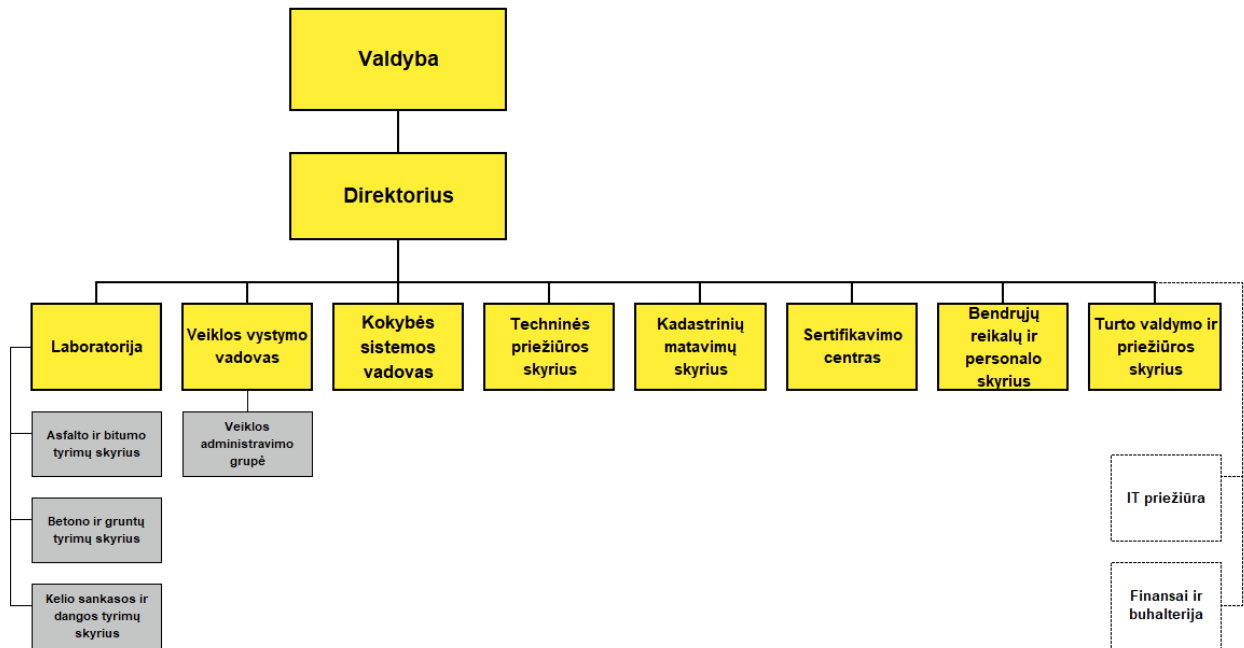 Valdyba
Direktorius
Laboratorija
Veiklos vystymo
vadovas
Kokybės
sistemos
vadovas
Techninės
priežiūros
skyrius
Kadastrinių
matavimų
skyrius
Sertifikavimo
centras
Bendrųjų
reikalų ir
personalo
skyrius
Turto valdymo ir
priežiūros
skyrius
Asfalto ir bitumo
tyrimų skyrius
Veiklos
administravimo
grupė
Betono ir gruntų
tyrimų skyrius
Kelio sankasos ir
dangos tyrimų
skyrius
IT priežiūra
Finansai ir
buhalterija